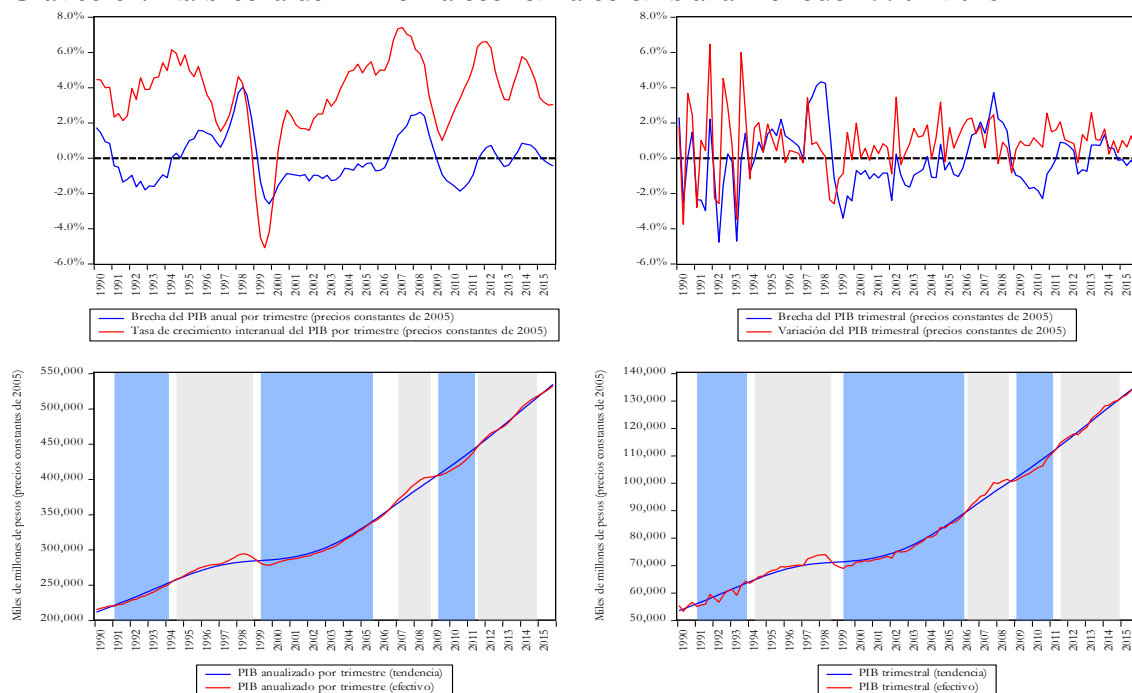 8.0%
6.0%
4.0%
2.0%
0.0%
-2.0%
-4.0%
-6.0%
1990 1991 1992 1993 1994 1995 1996 1997 1998 1999 2000 2001 2002 2003 2004 2005 2006 2007 2008 2009 2010 2011 2012 2013 2014 2015
Brecha del PIB anual por trimestre (precios constantes de 2005)
Tasa de crecimiento interanual del PIB por trimestre (precios constantes de 2005)
8.0%
6.0%
4.0%
2.0%
0.0%
-2.0%
-4.0%
-6.0%
1990 1991 1992 1993 1994 1995 1996 1997 1998 1999 2000 2001 2002 2003 2004 2005 2006 2007 2008 2009 2010 2011 2012 2013 2014 2015
Brecha del PIB trimestral (precios constantes de 2005)
Variación del PIB trimestral (precios constantes de 2005)
Miles de millones de pesos (precios constantes de 2005)
550,000
500,000
450,000
400,000
350,000
300,000
250,000
200,000
1990 1991 1992 1993 1994 1995 1996 1997 1998 1999 2000 2001 2002 2003 2004 2005 2006 2007 2008 2009 2010 2011 2012 2013 2014 2015
PIB anualizado por trimestre (tendencia)
PIB anualizado por trimestre (efectivo)
Miles de millones de pesos (precios constantes de 2005)
140,000
130,000
120,000
110,000
100,000
90,000
80,000
70,000
60,000
50,000
1990 1991 1992 1993 1994 1995 1996 1997 1998 1999 2000 2001 2002 2003 2004 2005 2006 2007 2008 2009 2010 2011 2012 2013 2014 2015
PIB trimestral (tendencia)
PIB trimestral (efectivo)